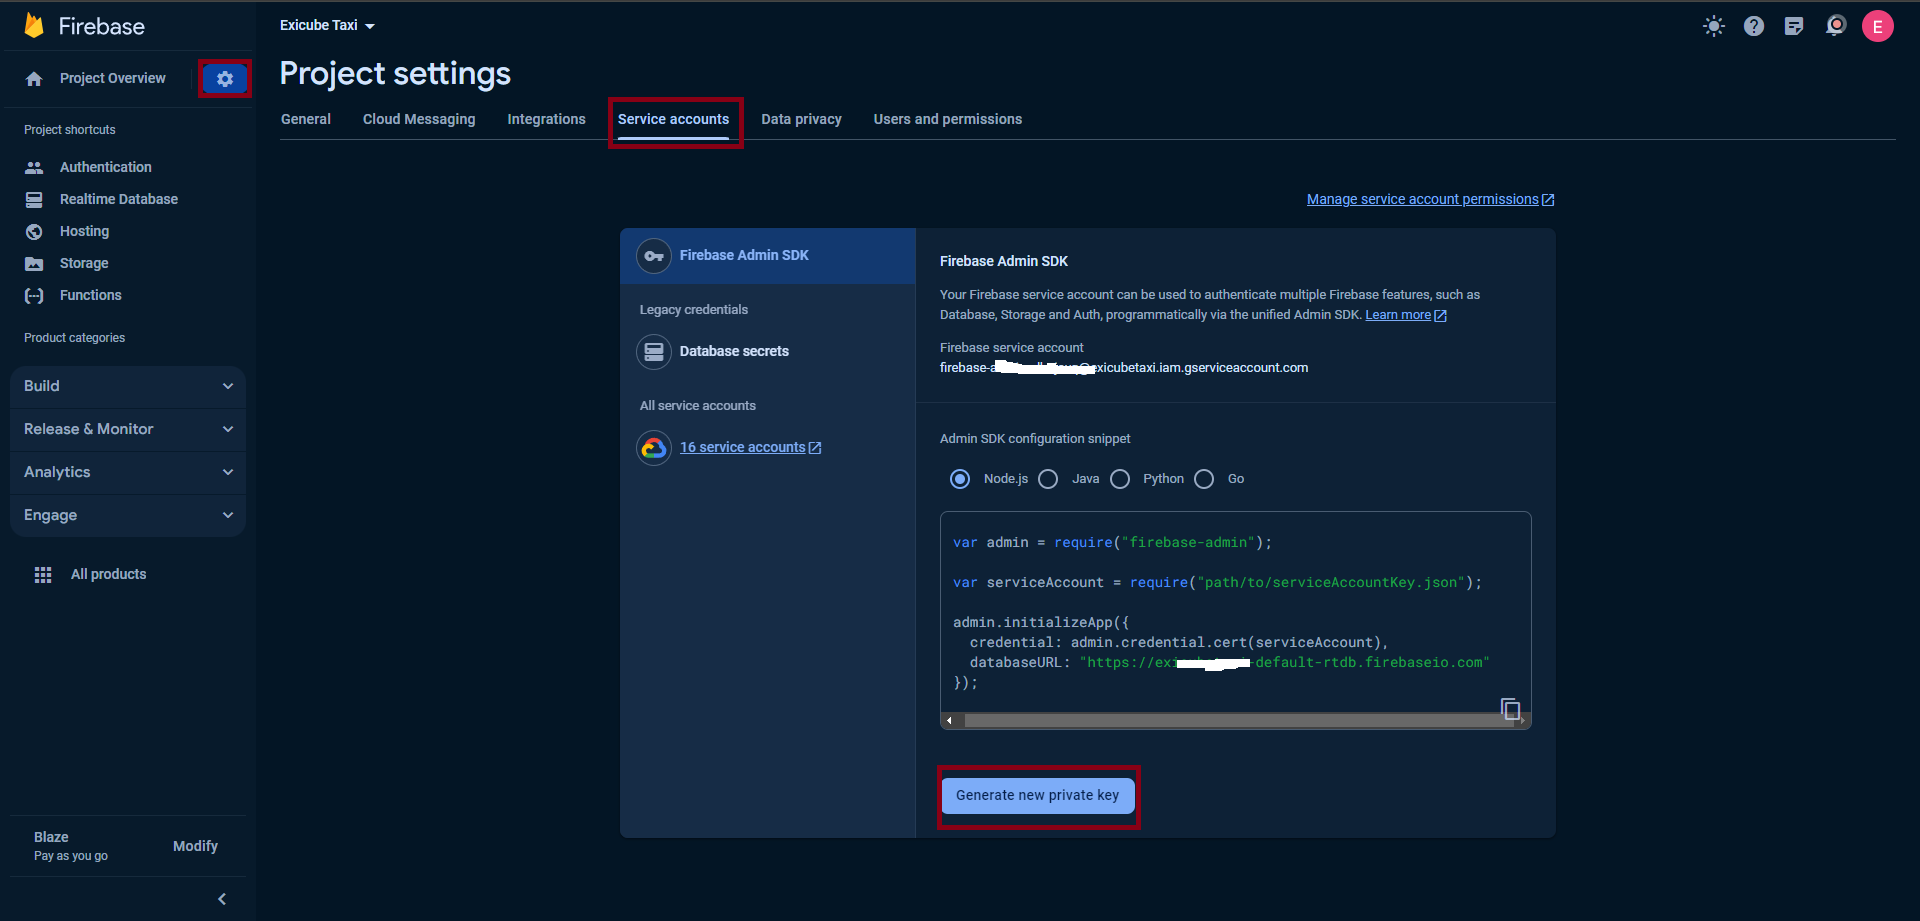 Firebase
Project Overview
Project shortcuts
Authentication
Realtime Database
Hosting
Storage
Functions
Product categories
Build
Release & Monitor
Analytics
Engage
All products
Blaze
Pay as you go
Modify
Exicube Taxi
E
Project settings
General
Cloud Messaging
Integrations
Service accounts
Data privacy
Users and permissions
Manage service account permissions
Firebase Admin SDK
Legacy credentials
Database secrets
All service accounts
16 service accounts
Firebase Admin SDK
Your Firebase service account can be used to authenticate multiple Firebase features, such as
Database, Storage and Auth, programmatically via the unified Admin SDK. Learn more
Firebase service account
firebase-a @exicubetaxi.iam.gserviceaccount.com
Admin SDK configuration snippet
Node.js
Java
Python
Go
var admin = require("firebase-admin");
var serviceAccount = require("path/to/serviceAccountKey.json");
admin.initializeApp({
credential: admin.credential.cert(serviceAccount),
databaseURL: "https://exi -default-rtdb.firebaseio.com"
});
Generate new private key